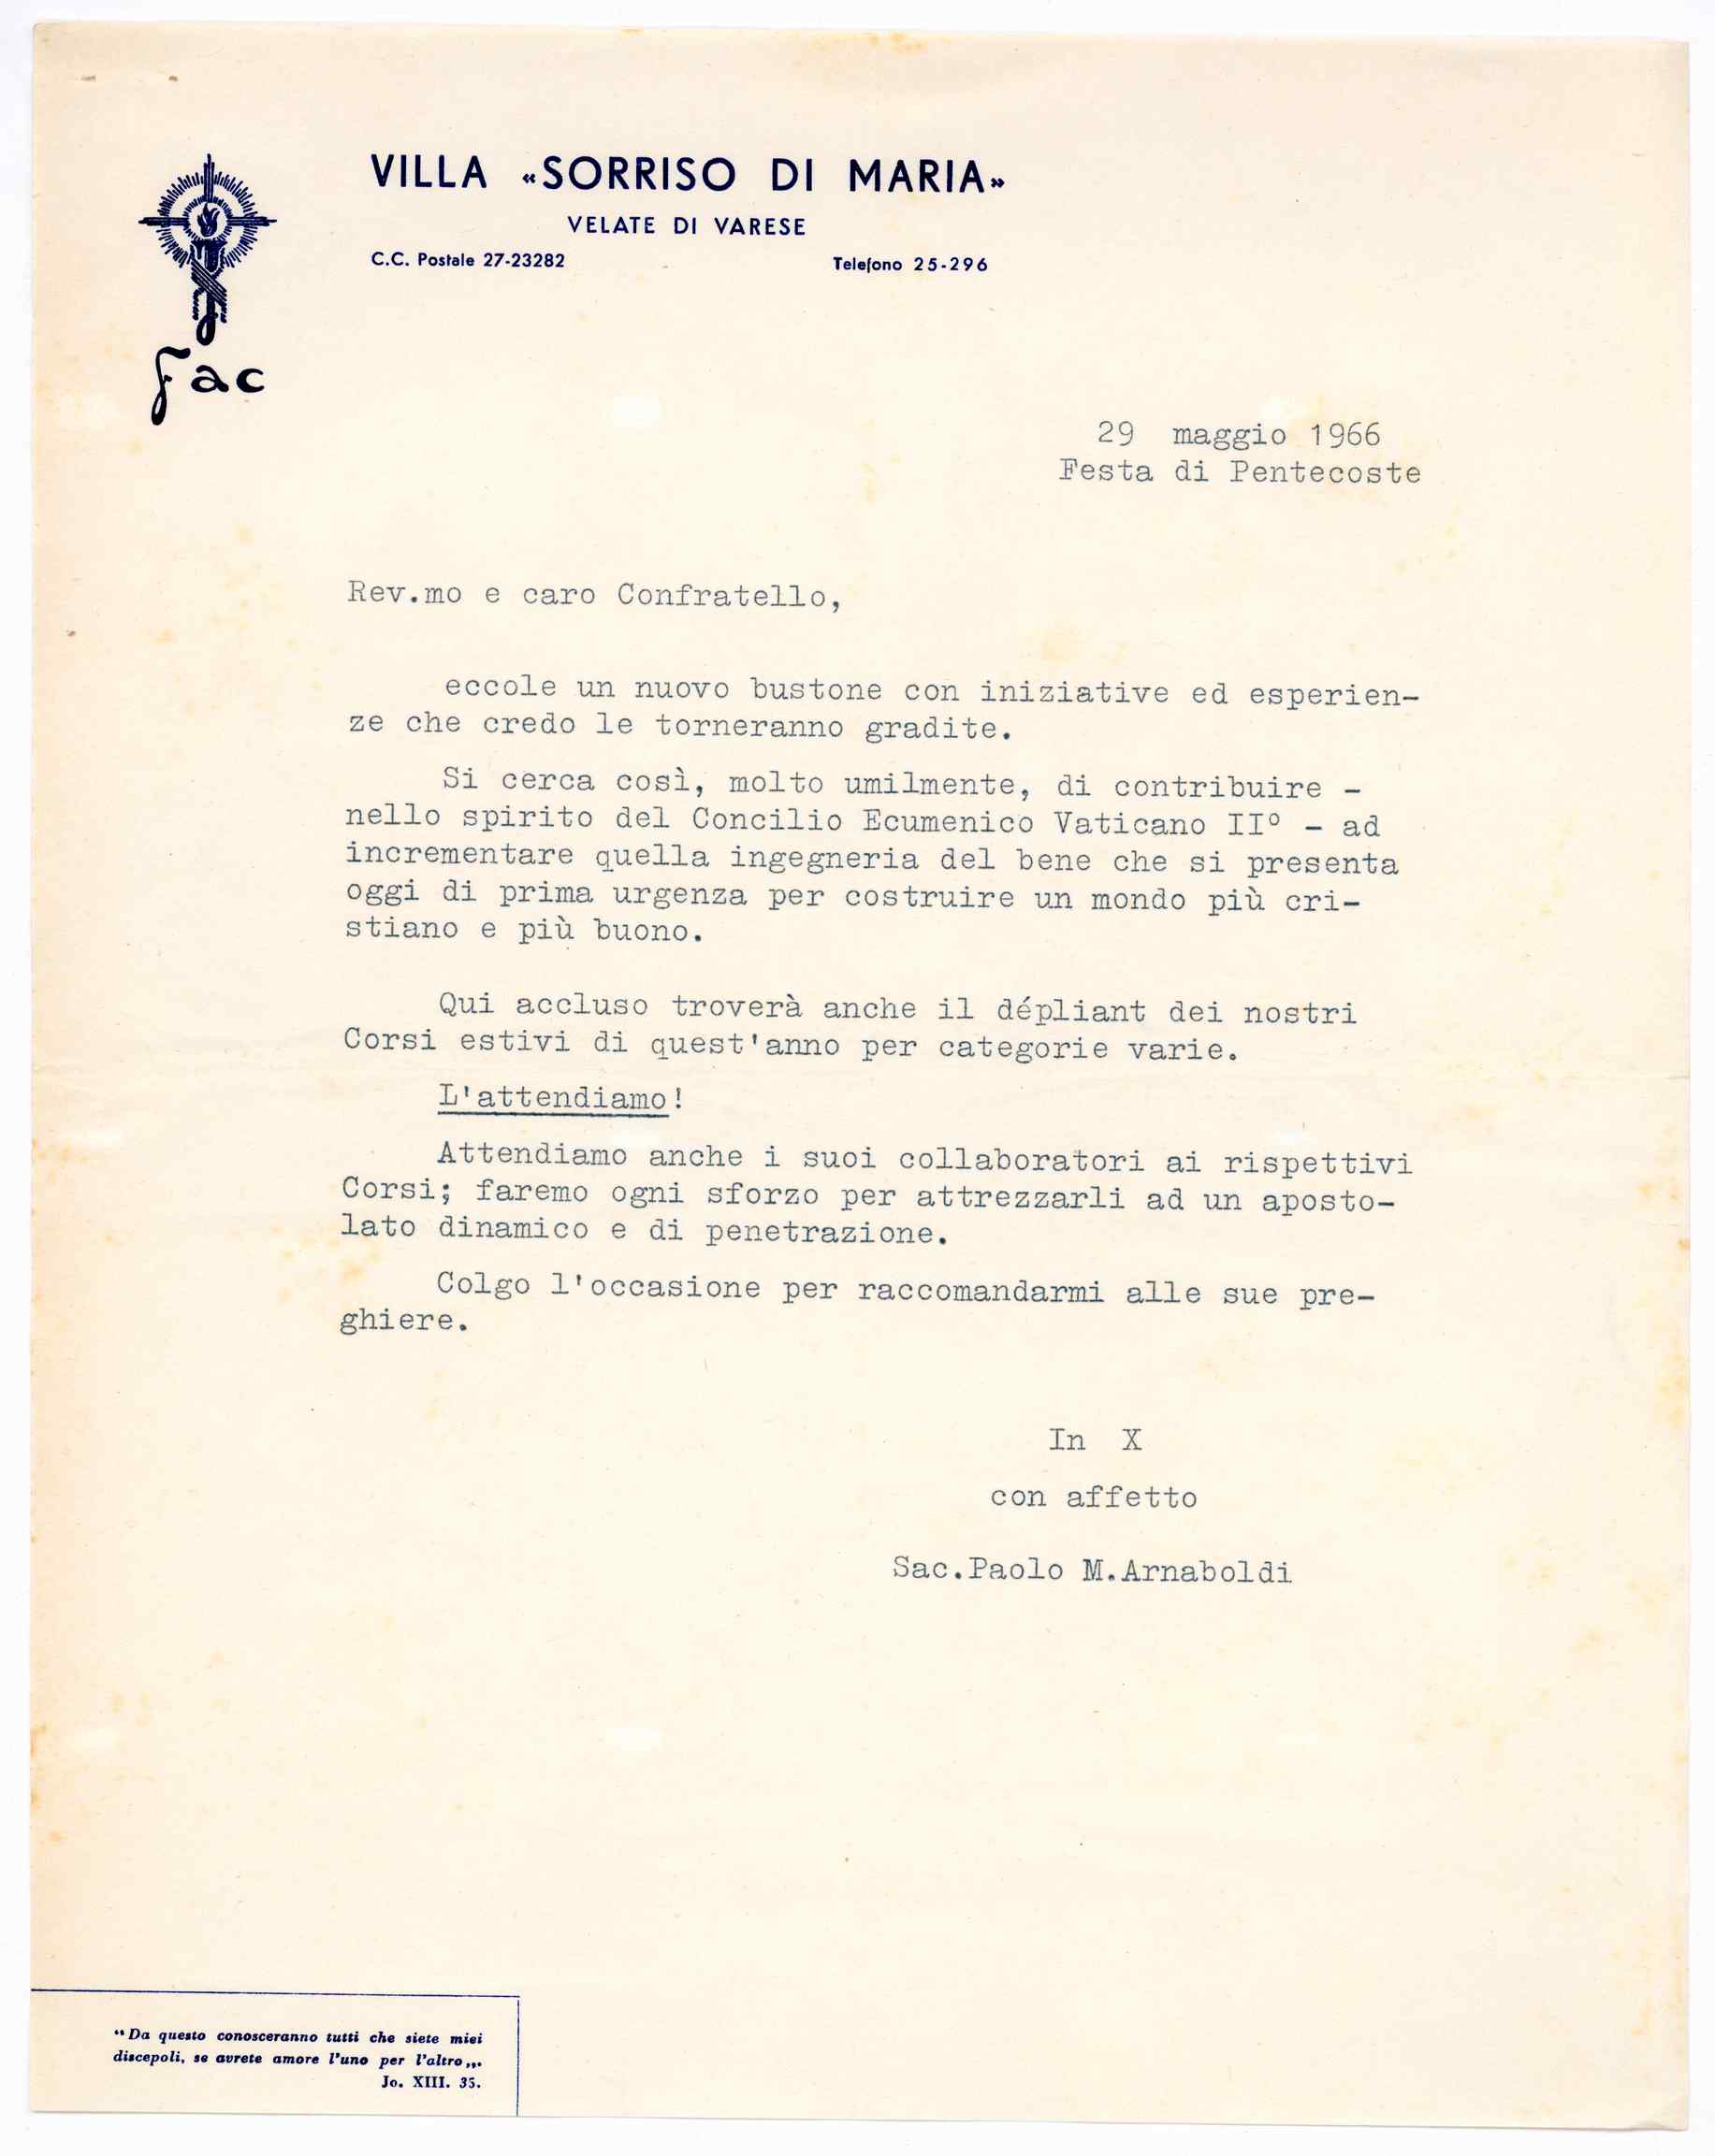 VILLA «SORRISO DI MARIA»
VELATE DI VARESE
C.C. Postale 27-23282 Telefono 25-296
fac
29 maggio 1966
Festa di Pentecoste
Rev.mo e caro Confratello,
eccole un nuovo bustone con iniziative ed esperien-
ze che credo le torneranno gradite.
Si cerca così, molto umilmente, di contribuire -
nello spirito del Concilio Ecumenico Vaticano IIº - ad
incrementare quella ingegneria del bene che si presenta
oggi di prima urgenza per costruire un mondo più cri-
stiano e più buono.
Qui accluso troverà anche il dépliant dei nostri
Corsi estivi di quest'anno per categorie varie.
L'attendiamo!
Attendiamo anche i suoi collaboratori ai rispettivi
Corsi; faremo ogni sforzo per attrezzarli ad un aposto-
lato dinamico e di penetrazione.
Colgo l'occasione per raccomandarmi alle sue pre-
ghiere.
In X
con affetto
Sac.Paolo M.Arnaboldi
“Da questo conosceranno tutti che siete miei
discepoli, se avrete amore l'uno per l'altro„.
Jo. XIII. 35.